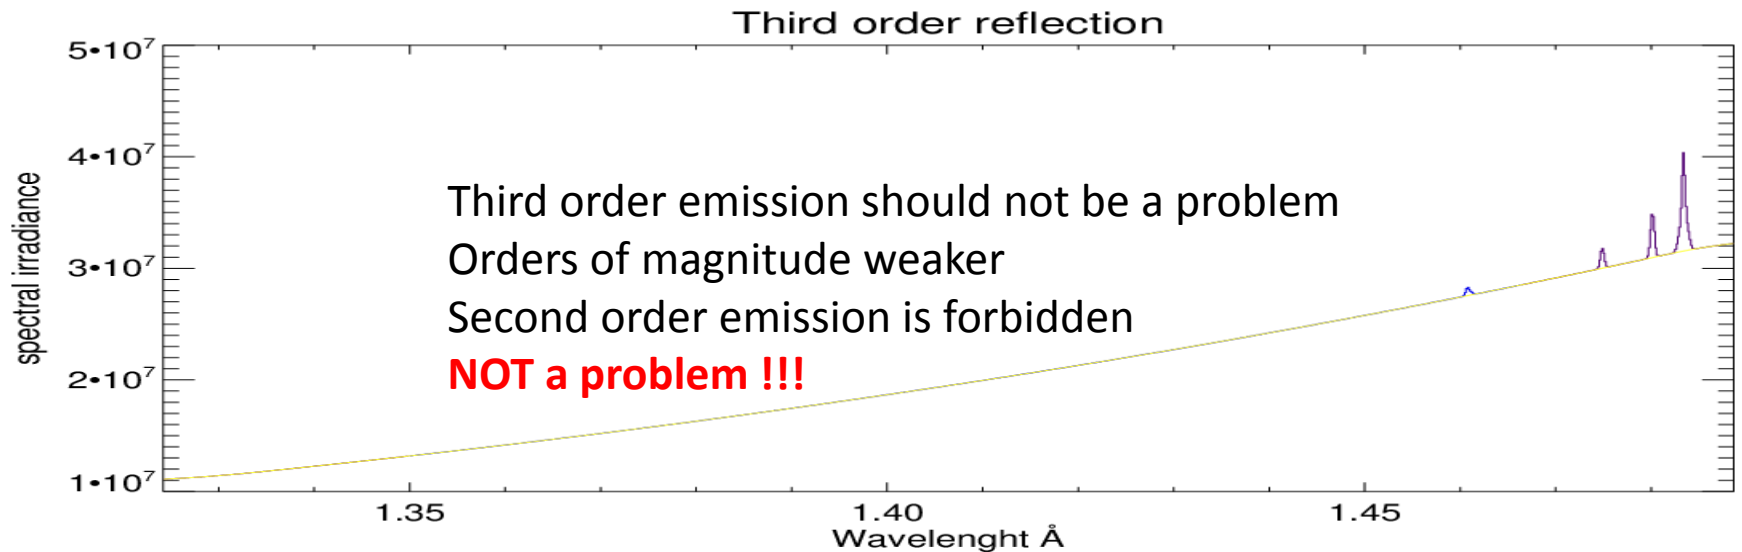 Third order reflection
5•10⁷
4•10⁷
3•10⁷
2•10⁷
1•10⁷
spectral irradiance
Third order emission should not be a problem
Orders of magnitude weaker
Second order emission is forbidden
NOT a problem !!!
1.35 1.40 1.45
Wavelenght Å